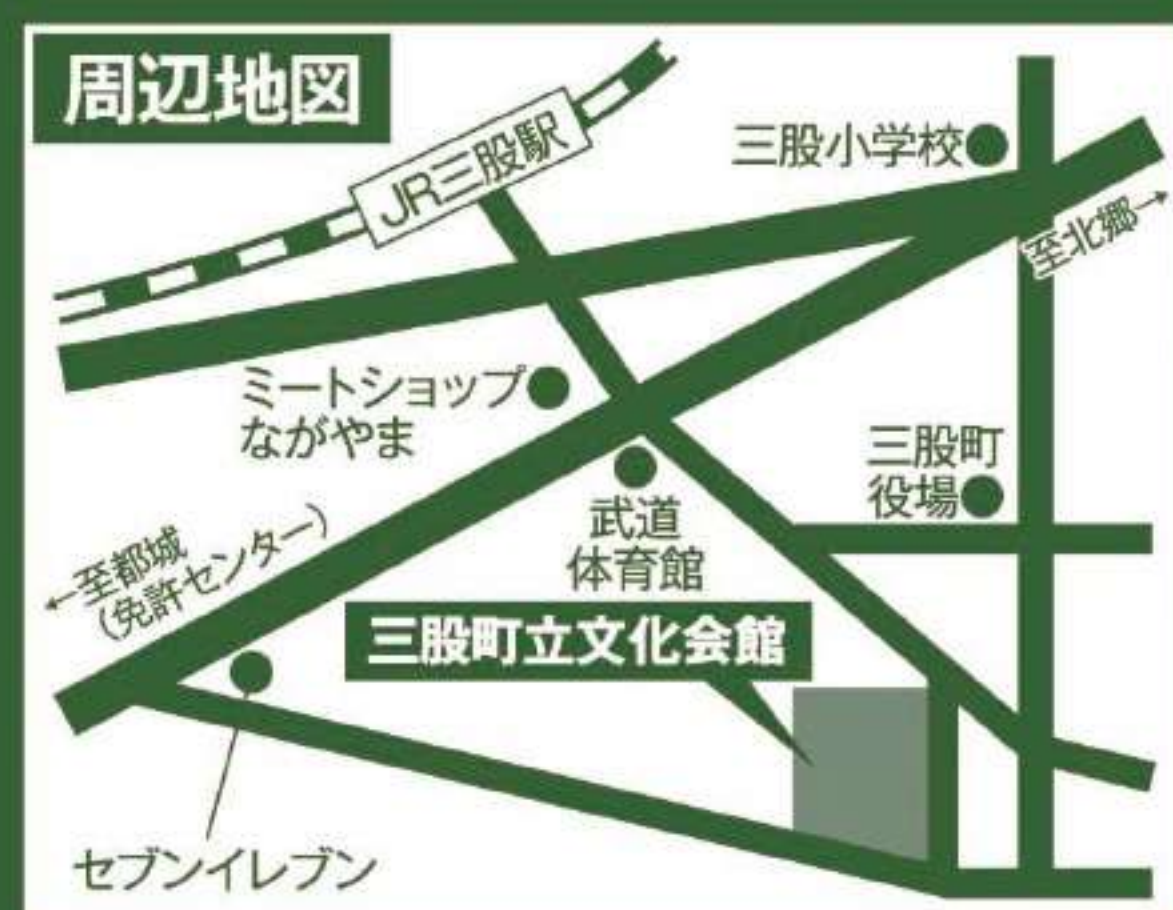 周辺地図
JR三股駅
三股小学校
至北郷→
ミートショップ
ながやま
三股町
役場
武道
体育館
←至都城
(免許センター)
三股町立文化会館
セブンイレブン